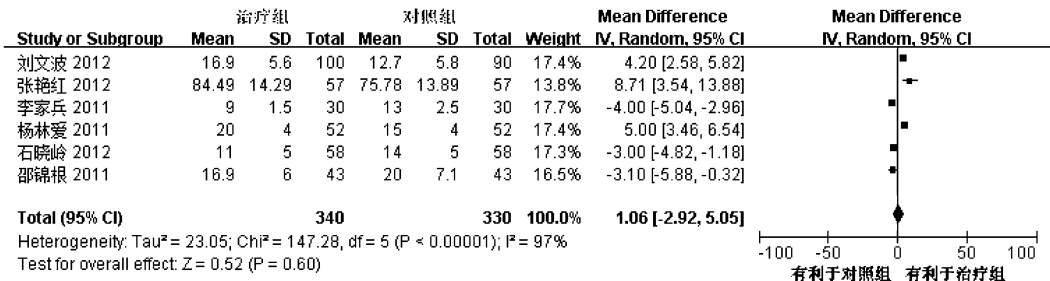 治疗组 对照组 Mean Difference Mean Difference
Study or Subgroup Mean SD Total Mean SD Total Weight IV, Random, 95% CI IV, Random, 95% CI
刘文波 2012 16.9 5.6 100 12.7 5.8 90 17.4% 4.20 [2.58, 5.82]
张艳红 2012 84.49 14.29 57 75.78 13.89 57 13.8% 8.71 [3.54, 13.88]
李家兵 2011 9 1.5 30 13 2.5 30 17.7% -4.00 [-5.04, -2.96]
杨林爱 2011 20 4 52 15 4 52 17.4% 5.00 [3.46, 6.54]
石晓岭 2012 11 5 58 14 5 58 17.3% -3.00 [-4.82, -1.18]
邵锦根 2011 16.9 6 43 20 7.1 43 16.5% -3.10 [-5.88, -0.32]
Total (95% CI) 340 330 100.0% 1.06 [-2.92, 5.05]
Heterogeneity: Tau² = 23.05; Chi² = 147.28, df = 5 (P < 0.00001); I² = 97%
Test for overall effect: Z = 0.52 (P = 0.60)
-100 -50 0 50 100
有利于对照组 有利于治疗组